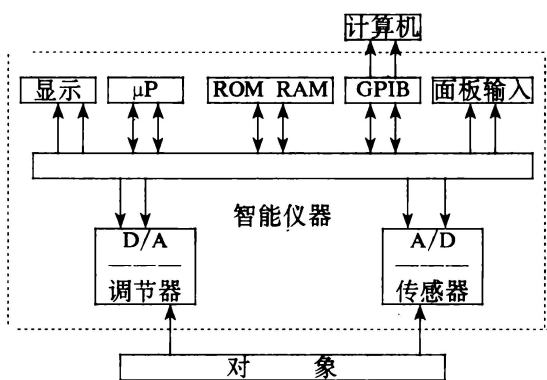 计算机
显示 μP ROM RAM GPIB 面板输入
智能仪器
D/A A/D
调节器 传感器
对 象